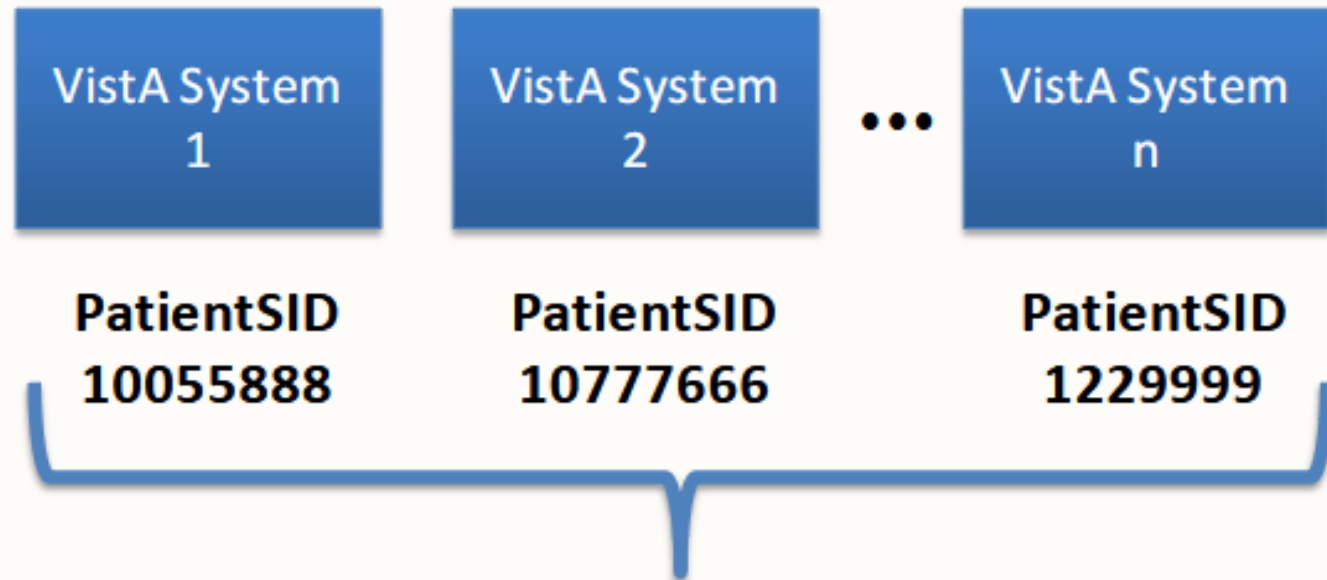 VistA System
1
VistA System
2
...
VistA System
n
PatientSID
10055888
PatientSID
10777666
PatientSID
1229999